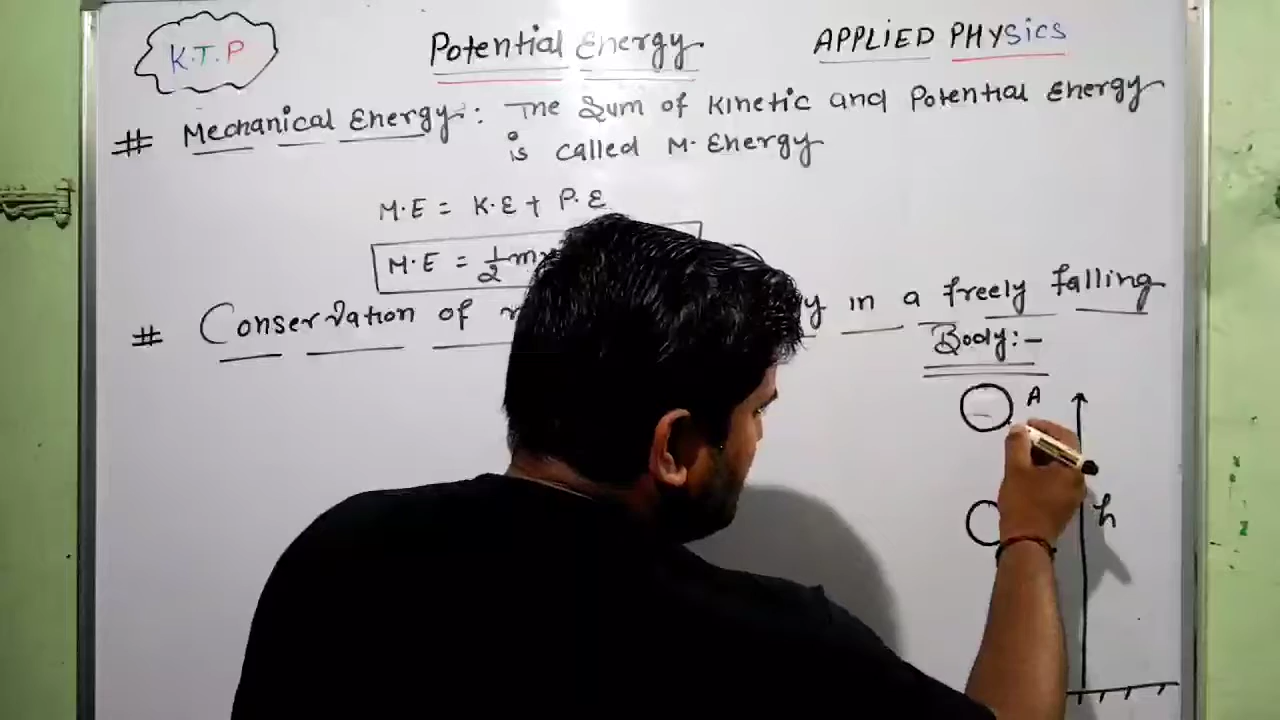 K.T.P
Potential Energy
APPLIED PHYSICS
# Mechanical Energy:: The Sum of Kinetic and Potential Energy
is called M. Energy
M.E = K.E + P.E
M.E = 1/2 m
# Conservation of in a freely falling
Body:-
A
h